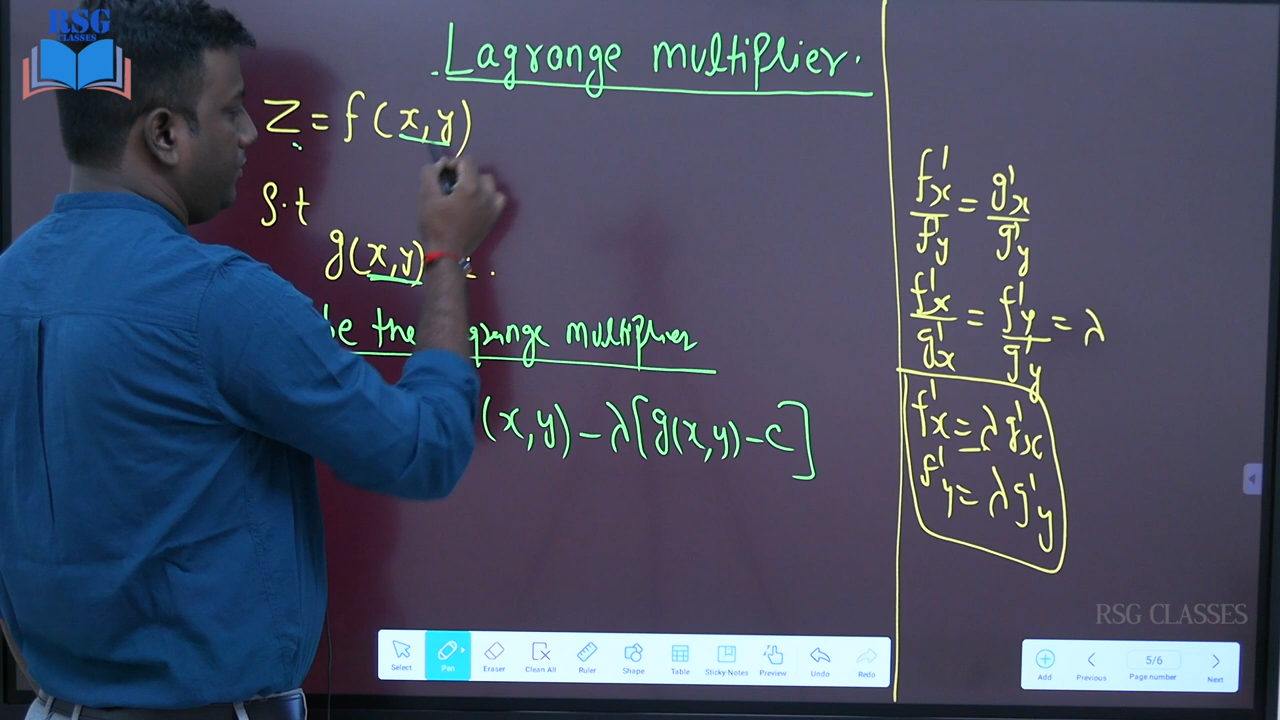 RSG
CLASSES
Lagrange multiplier.
Z = f(x,y)
S.t
g(x,y)
be the multiplier
(x,y) - λ[g(x,y) - c]
f'x/f'y = g'x/g'y
f'x/g'x = f'y/g'y = λ
f'x = λ g'x
f'y = λ g'y
RSG CLASSES
Select Pen Eraser Clean All Ruler Shape Table Sticky Notes Preview Undo Redo
Add Previous 5/6 Page number Next